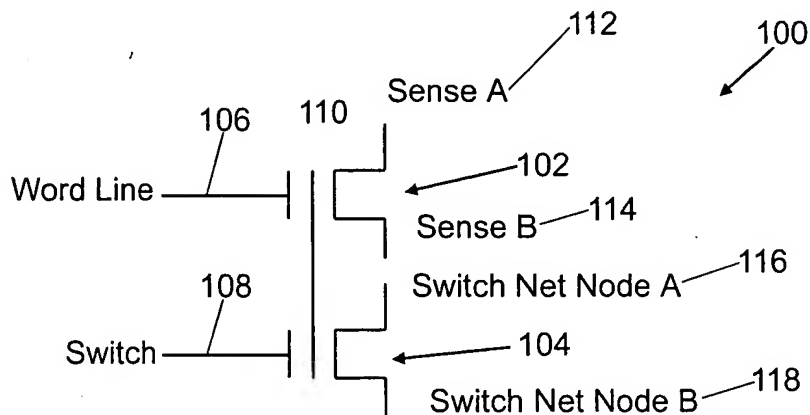 112
100
Sense A
106
110
Word Line
102
Sense B
114
Switch Net Node A
116
108
Switch
104
Switch Net Node B
118